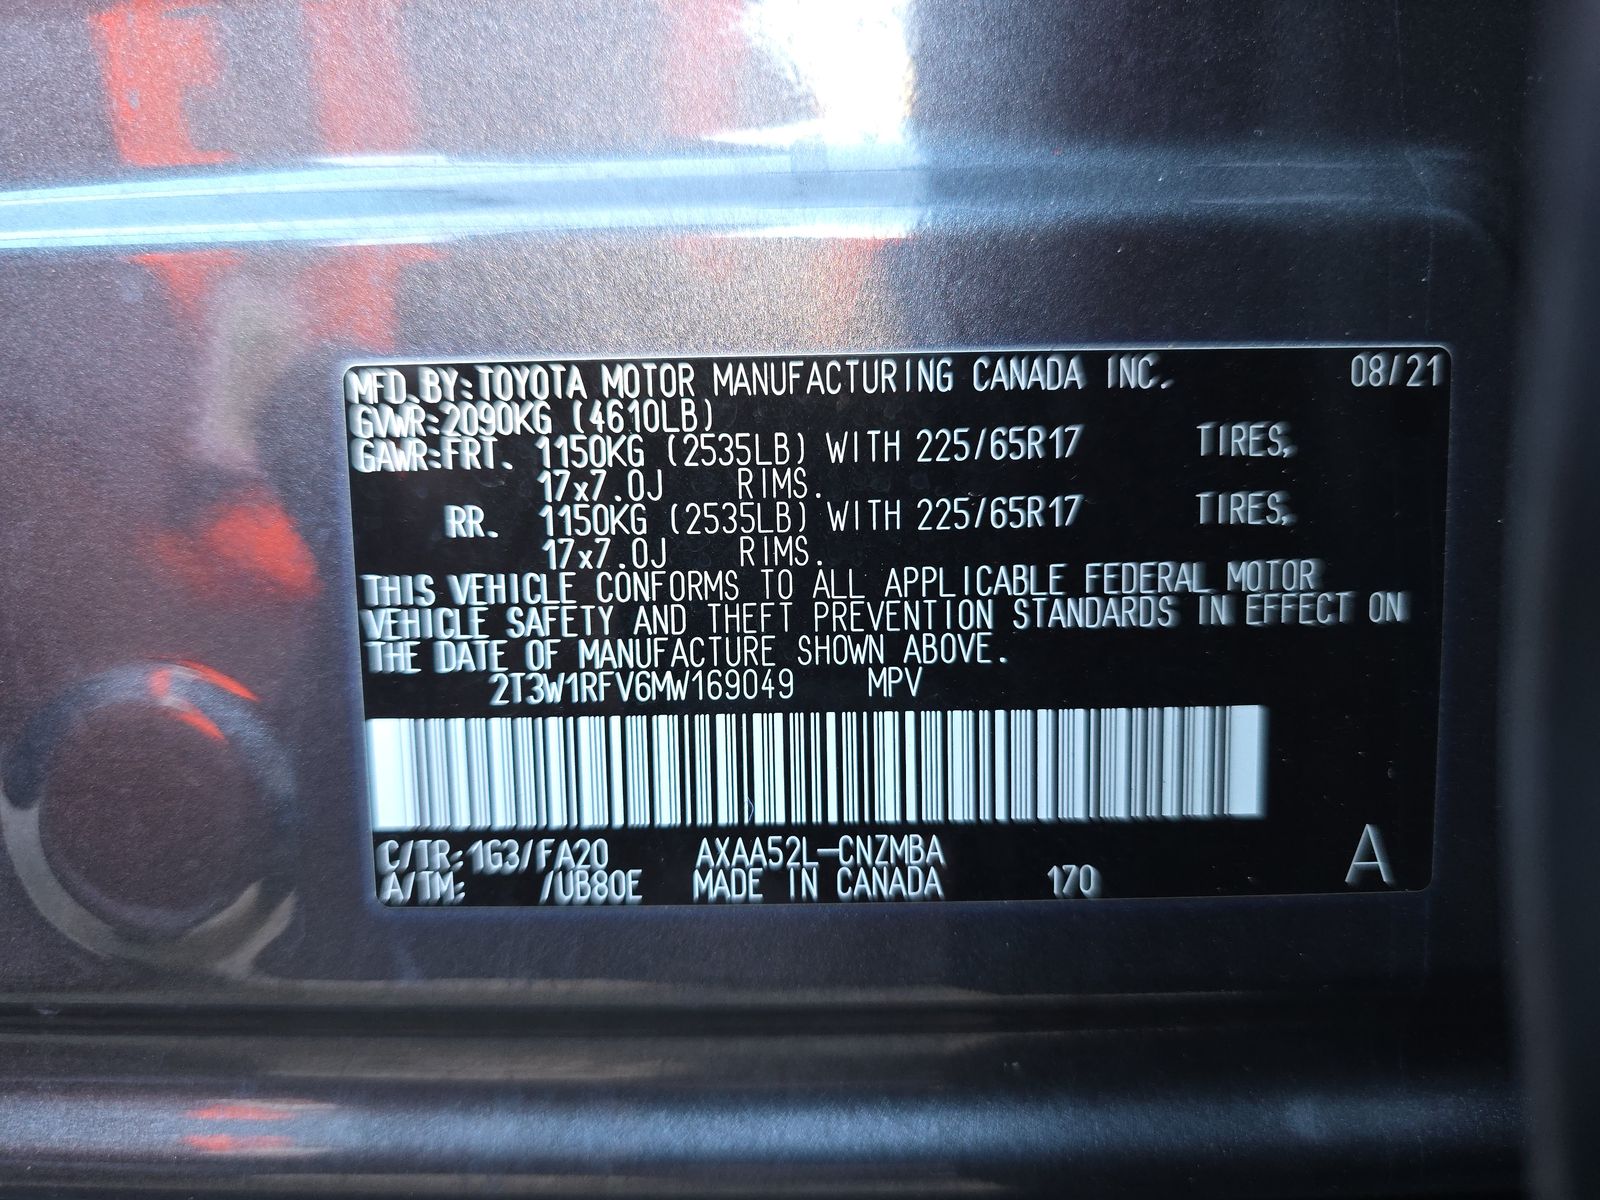 MFD. BY: TOYOTA MOTOR MANUFACTURING CANADA INC. 08/21
GVWR: 2090KG (4610LB)
GAWR: FRT. 1150KG (2535LB) WITH 225/65R17 TIRES,
17x7.0J RIMS.
RR. 1150KG (2535LB) WITH 225/65R17 TIRES,
17x7.0J RIMS.
THIS VEHICLE CONFORMS TO ALL APPLICABLE FEDERAL MOTOR
VEHICLE SAFETY AND THEFT PREVENTION STANDARDS IN EFFECT ON
THE DATE OF MANUFACTURE SHOWN ABOVE.
2T3W1RFV6MW169049 MPV
C/TR: 1G3/FA20 AXAA52L-CNZMBA A
A/TM: /UB80E MADE IN CANADA 170